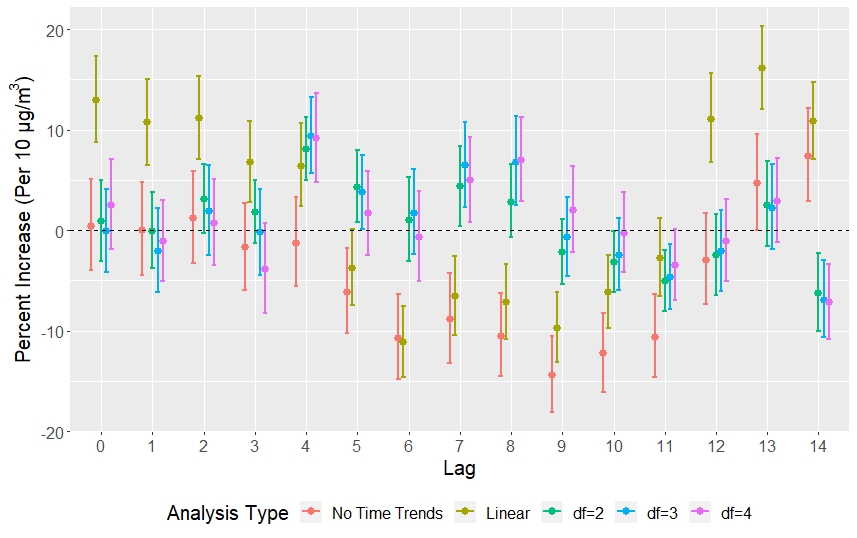 Percent Increase (Per 10 µg/m³)
20
10
0
-10
-20
0 1 2 3 4 5 6 7 8 9 10 11 12 13 14
Lag
Analysis Type No Time Trends Linear df=2 df=3 df=4